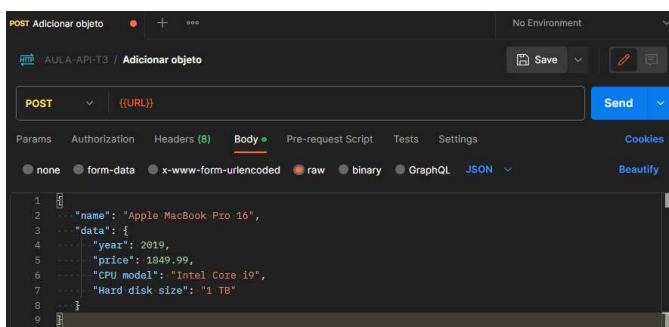 POST Adicionar objeto
No Environment
HTTP AULA-API-T3 / Adicionar objeto
Save
POST {{URL}} Send
Params Authorization Headers (8) Body Pre-request Script Tests Settings Cookies
none form-data x-www-form-urlencoded raw binary GraphQL JSON Beautify
1 {
2 "name": "Apple MacBook Pro 16",
3 "data": {
4 "year": 2019,
5 "price": 1849.99,
6 "CPU model": "Intel Core i9",
7 "Hard disk size": "1 TB"
8 }
9 }